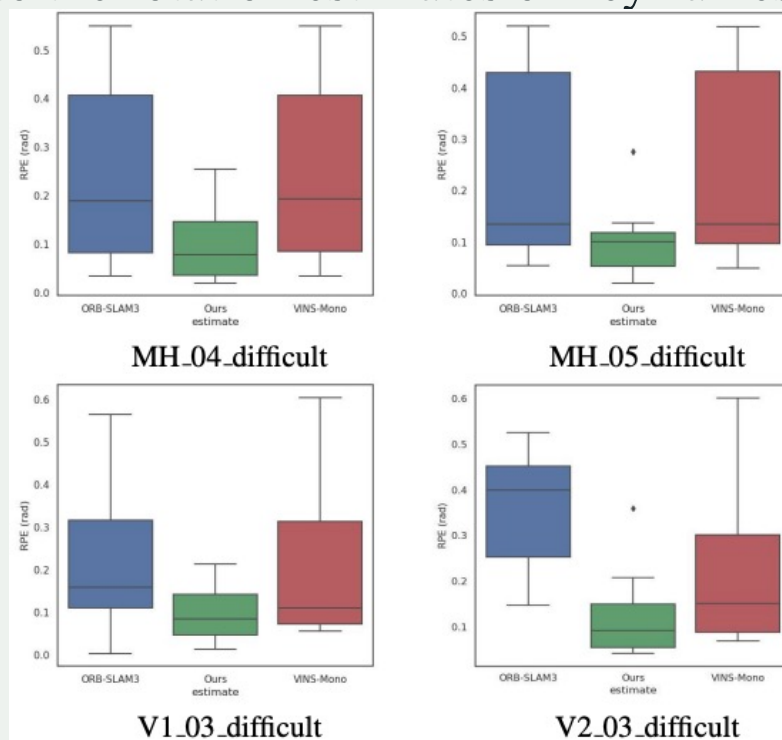 0.5
0.4
0.3
0.2
0.1
0.0
RPE (rad)
ORB-SLAM3 Ours VINS-Mono
estimate
MH_04_difficult
0.5
0.4
0.3
0.2
0.1
0.0
RPE (rad)
ORB-SLAM3 Ours VINS-Mono
estimate
MH_05_difficult
0.6
0.5
0.4
0.3
0.2
0.1
0.0
RPE (rad)
ORB-SLAM3 Ours VINS-Mono
estimate
V1_03_difficult
0.6
0.5
0.4
0.3
0.2
0.1
RPE (rad)
ORB-SLAM3 Ours VINS-Mono
estimate
V2_03_difficult